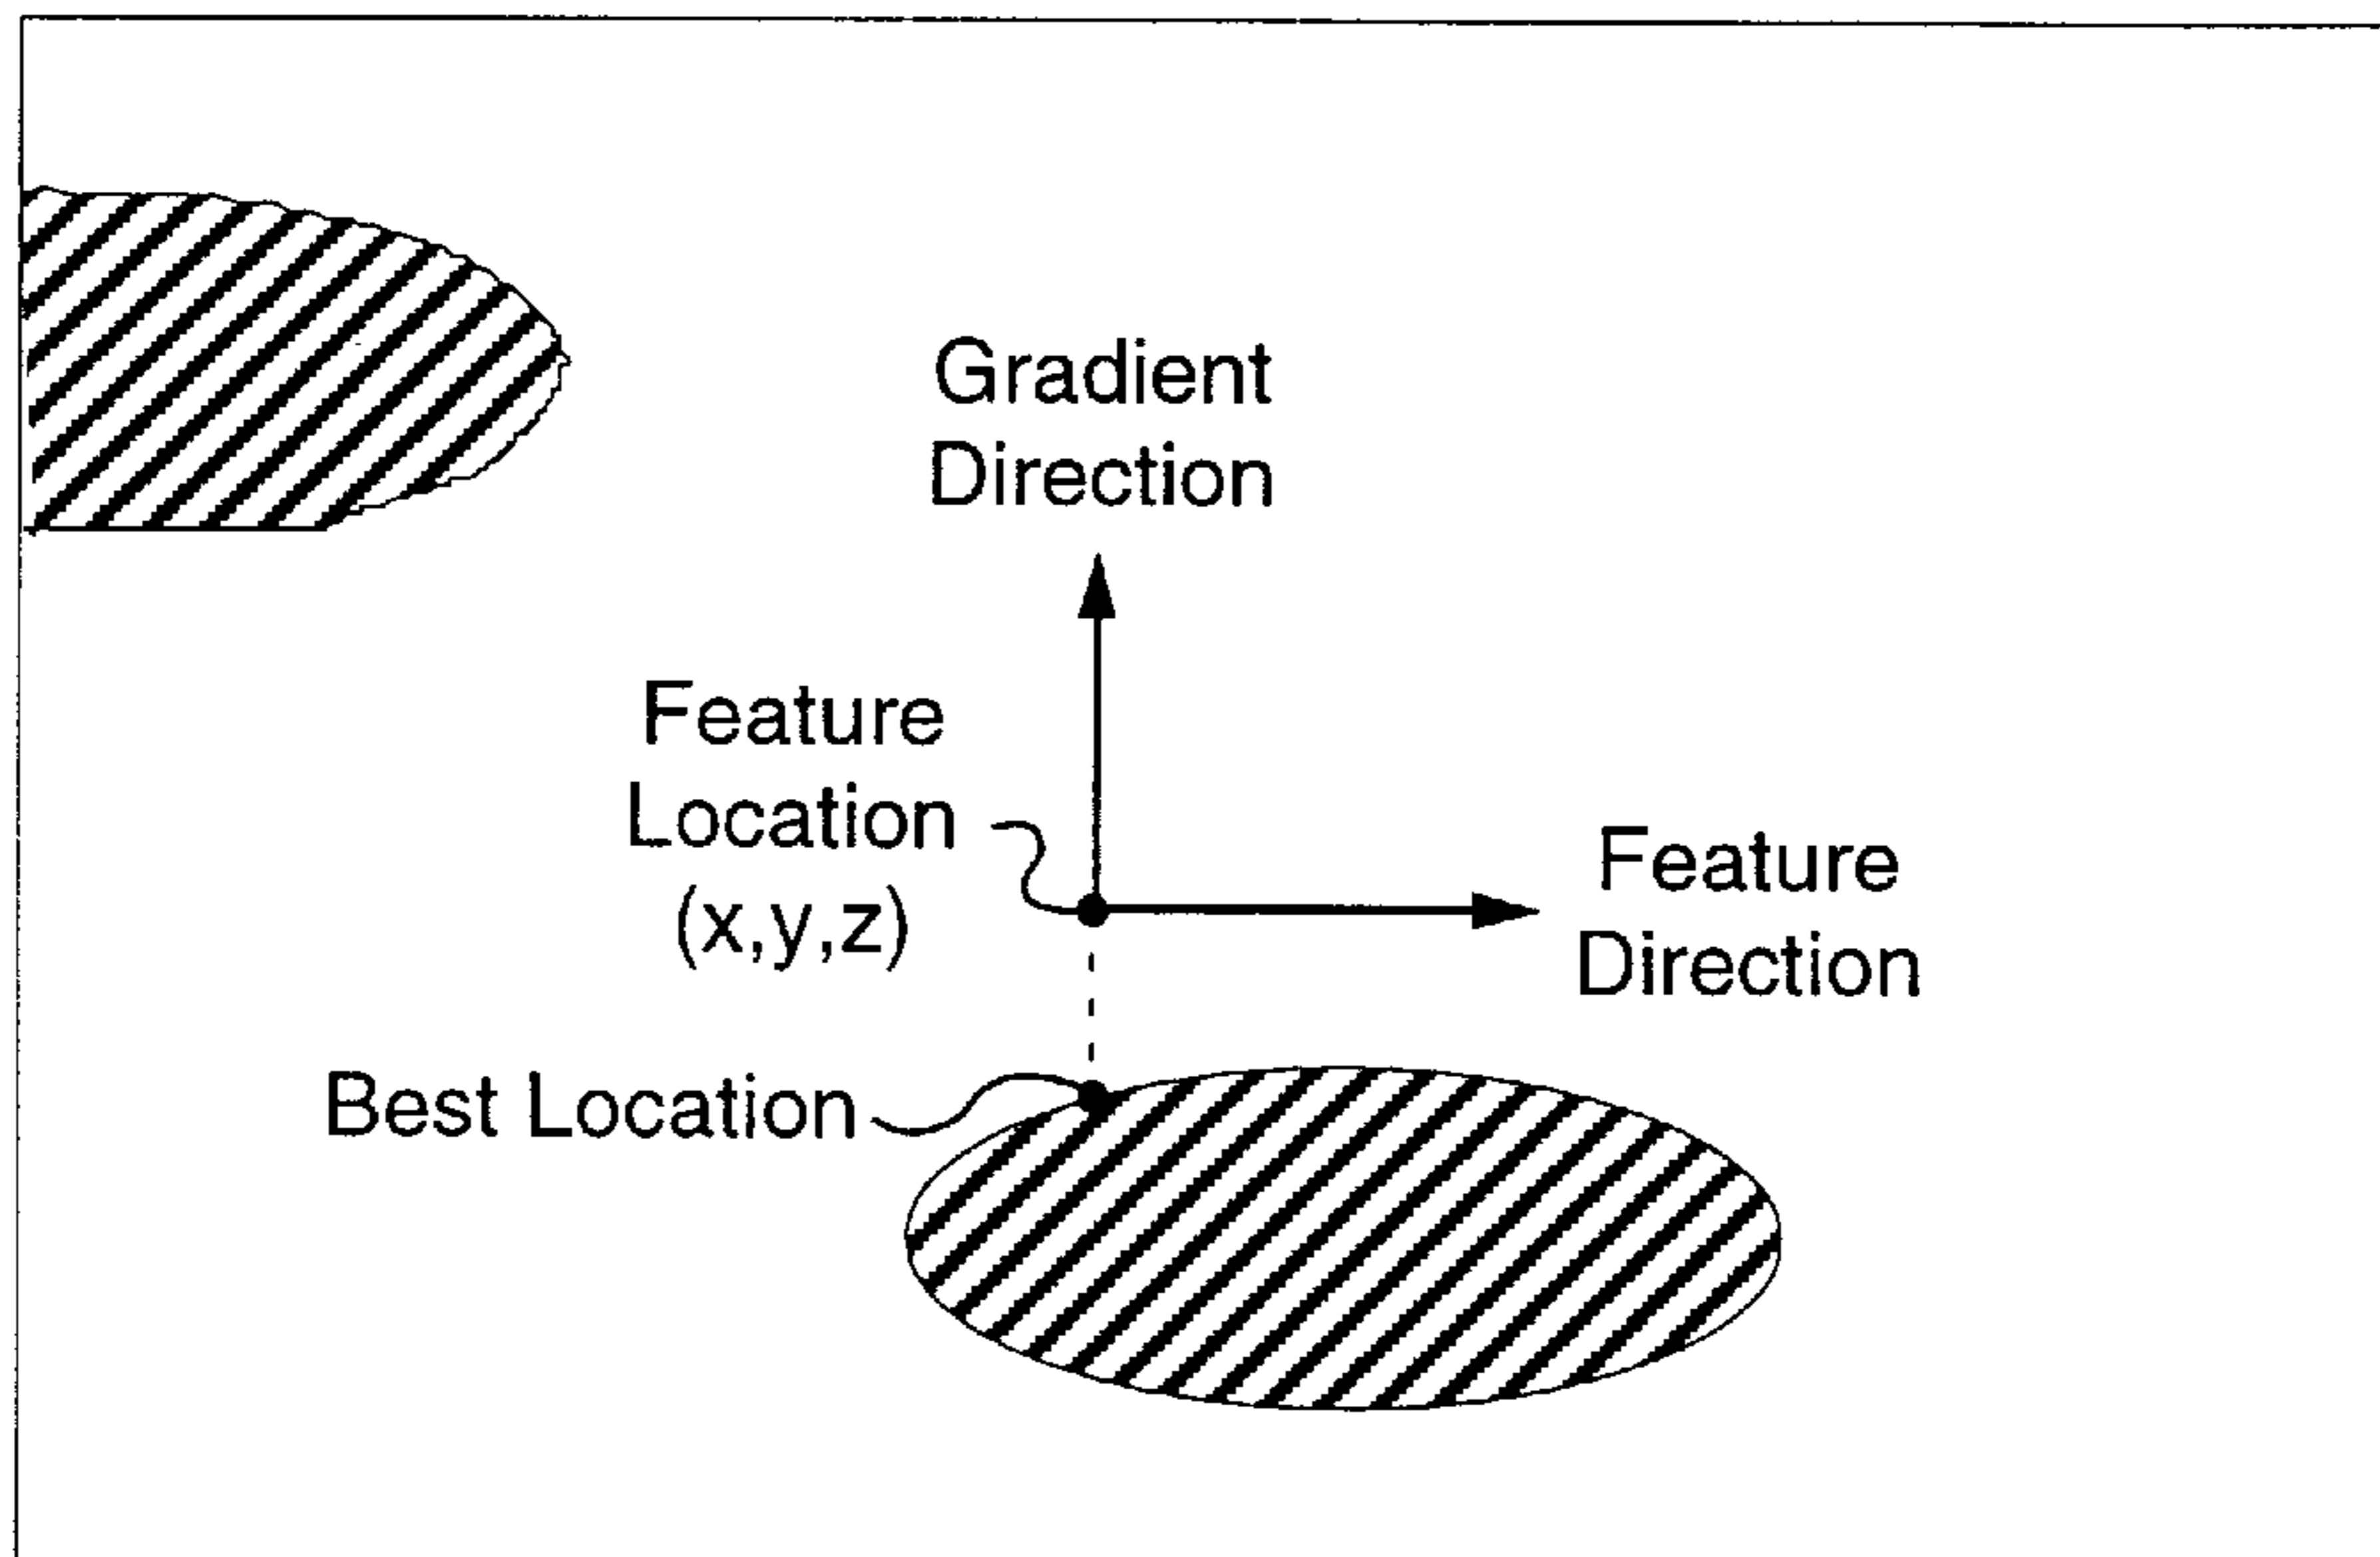 Gradient
Direction
Feature
Location
(x,y,z)
Feature
Direction
Best Location